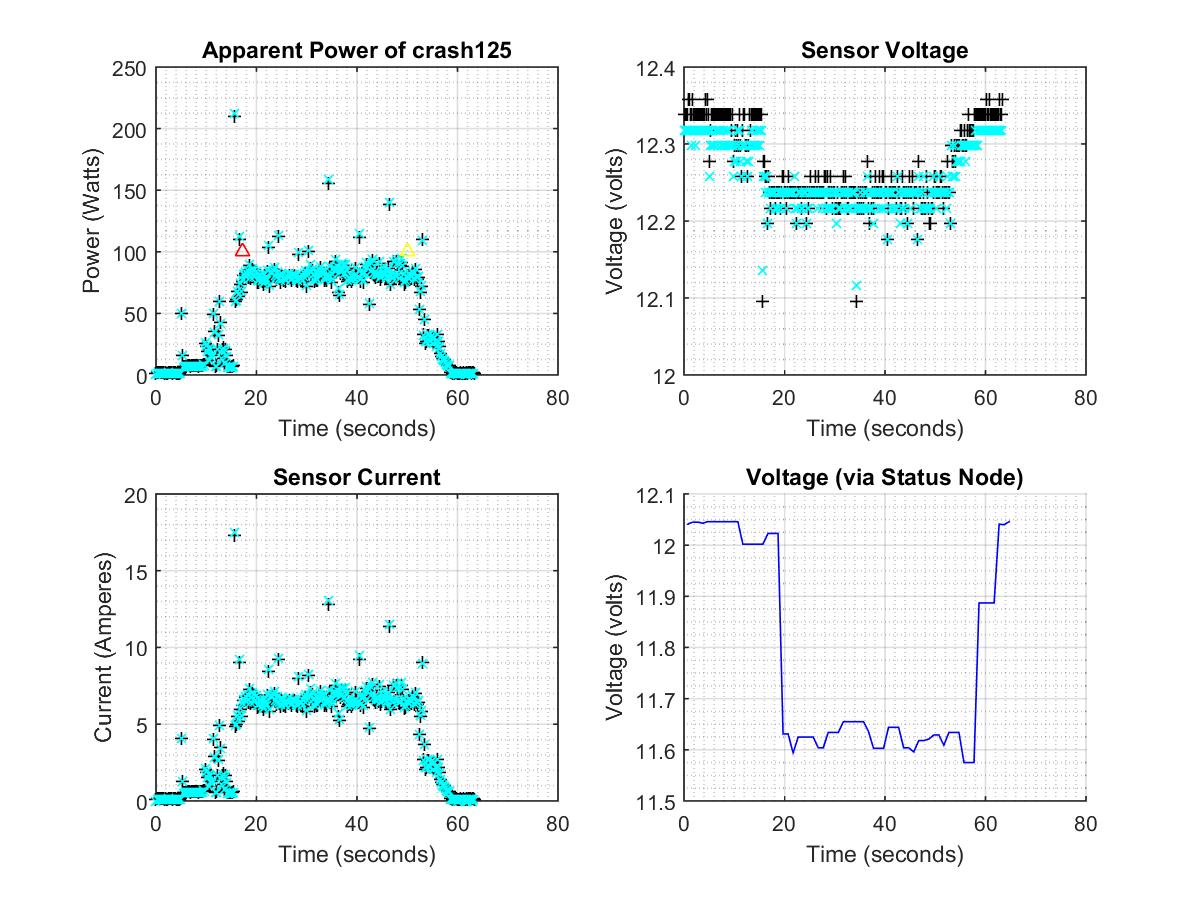 Apparent Power of crash125
250
200
150
100
50
0
0 20 40 60 80
Power (Watts)
Time (seconds)
Sensor Voltage
12.4
12.3
12.2
12.1
12
0 20 40 60 80
Voltage (volts)
Time (seconds)
Sensor Current
20
15
10
5
0
0 20 40 60 80
Current (Amperes)
Time (seconds)
Voltage (via Status Node)
12.1
12
11.9
11.8
11.7
11.6
11.5
0 20 40 60 80
Voltage (volts)
Time (seconds)